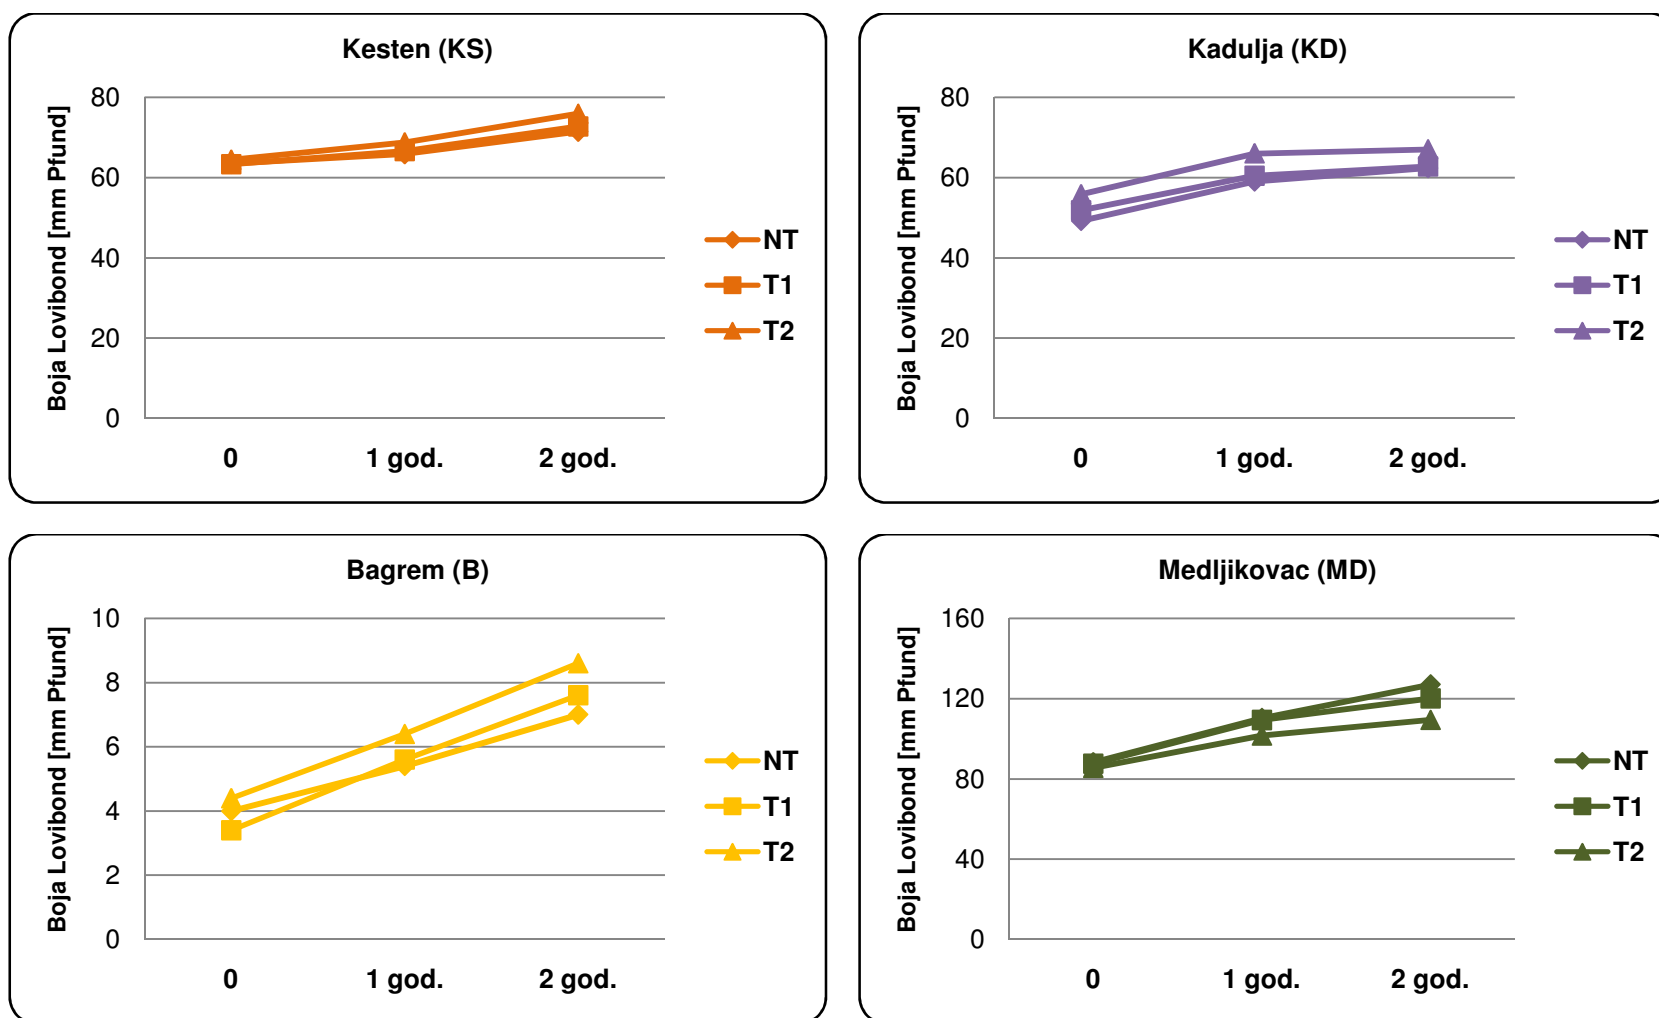 Kesten (KS)
Boja Lovibond [mm Pfund]
80
60
40
20
0
0 1 god. 2 god.
NT
T1
T2
Kadulja (KD)
Boja Lovibond [mm Pfund]
80
60
40
20
0
0 1 god. 2 god.
NT
T1
T2
Bagrem (B)
Boja Lovibond [mm Pfund]
10
8
6
4
2
0
0 1 god. 2 god.
NT
T1
T2
Medljikovac (MD)
Boja Lovibond [mm Pfund]
160
120
80
40
0
0 1 god. 2 god.
NT
T1
T2